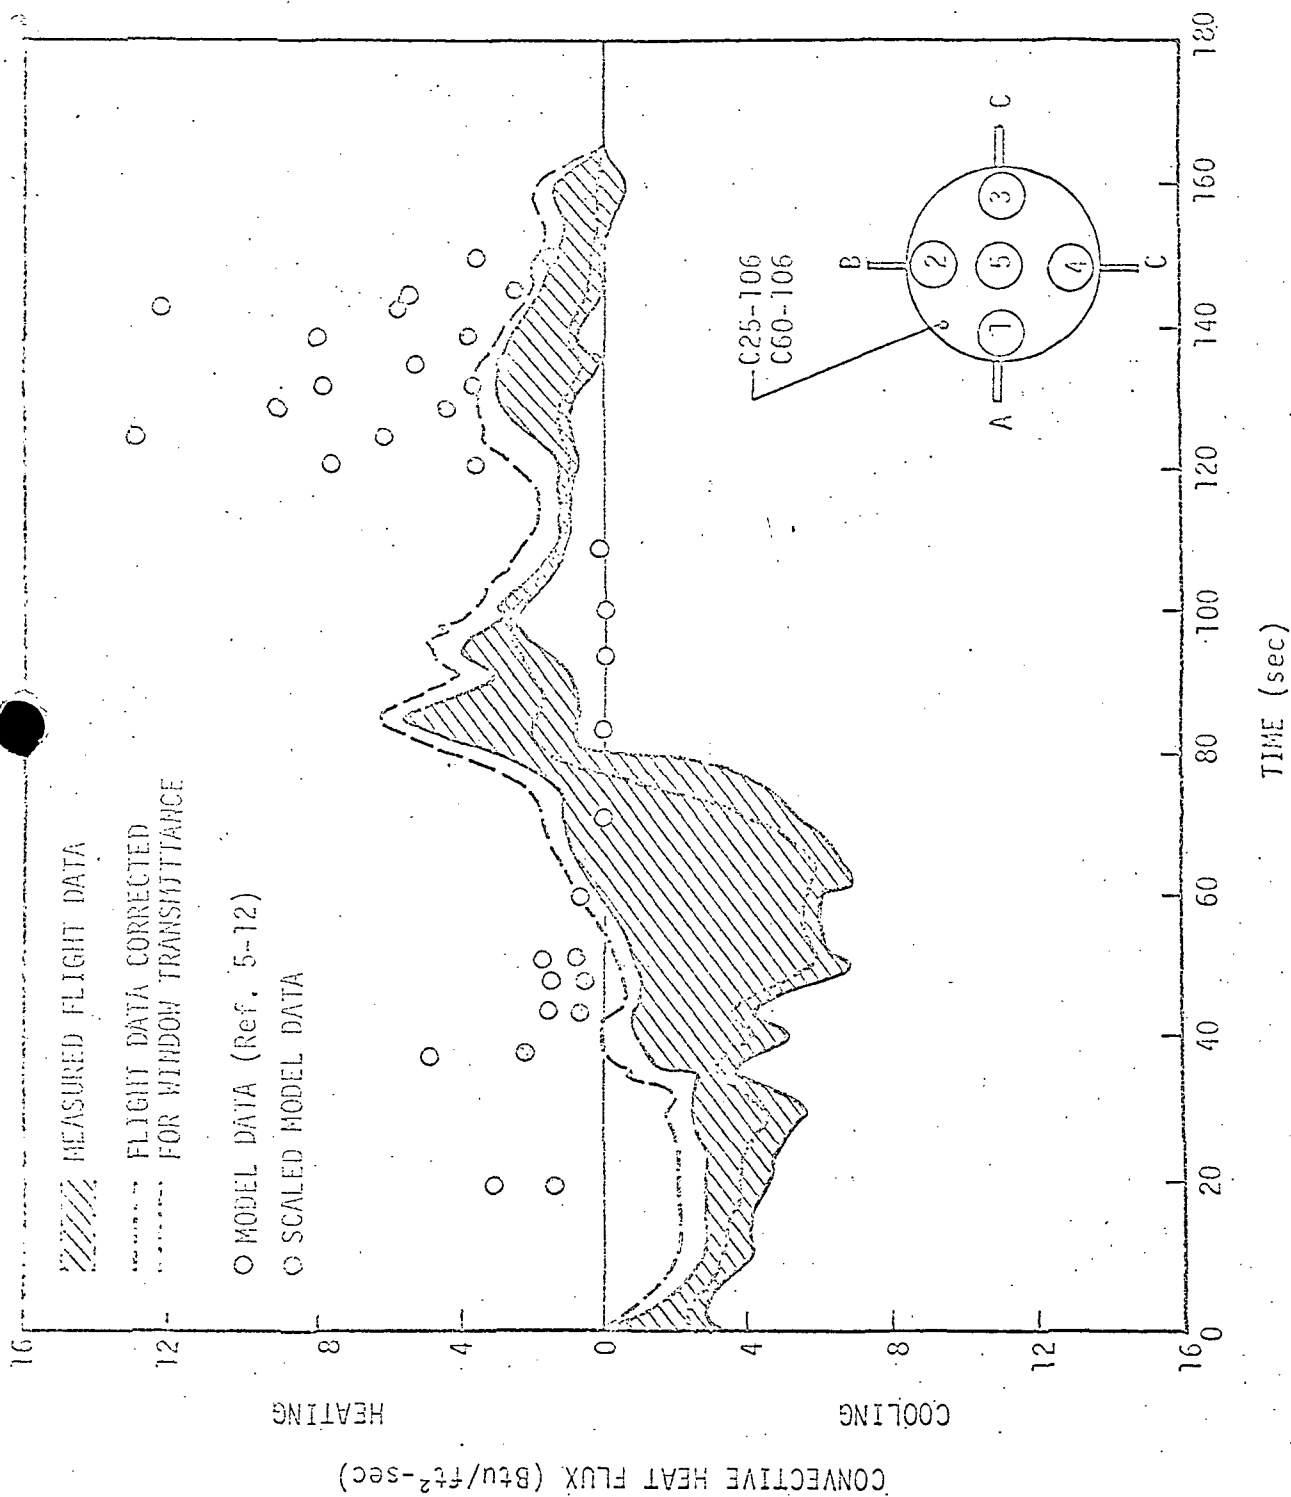 MEASURED FLIGHT DATA
FLIGHT DATA CORRECTED
FOR WINDOW TRANSMITTANCE
MODEL DATA (Ref. 5-12)
SCALED MODEL DATA
CONVECTIVE HEAT FLUX (Btu/ft²-sec)
HEATING
COOLING
16
12
8
4
0
4
8
12
16
0
20
40
60
80
100
120
140
160
180
TIME (sec)
C25-106
C60-106
A
B
C
C
1
2
3
4
5